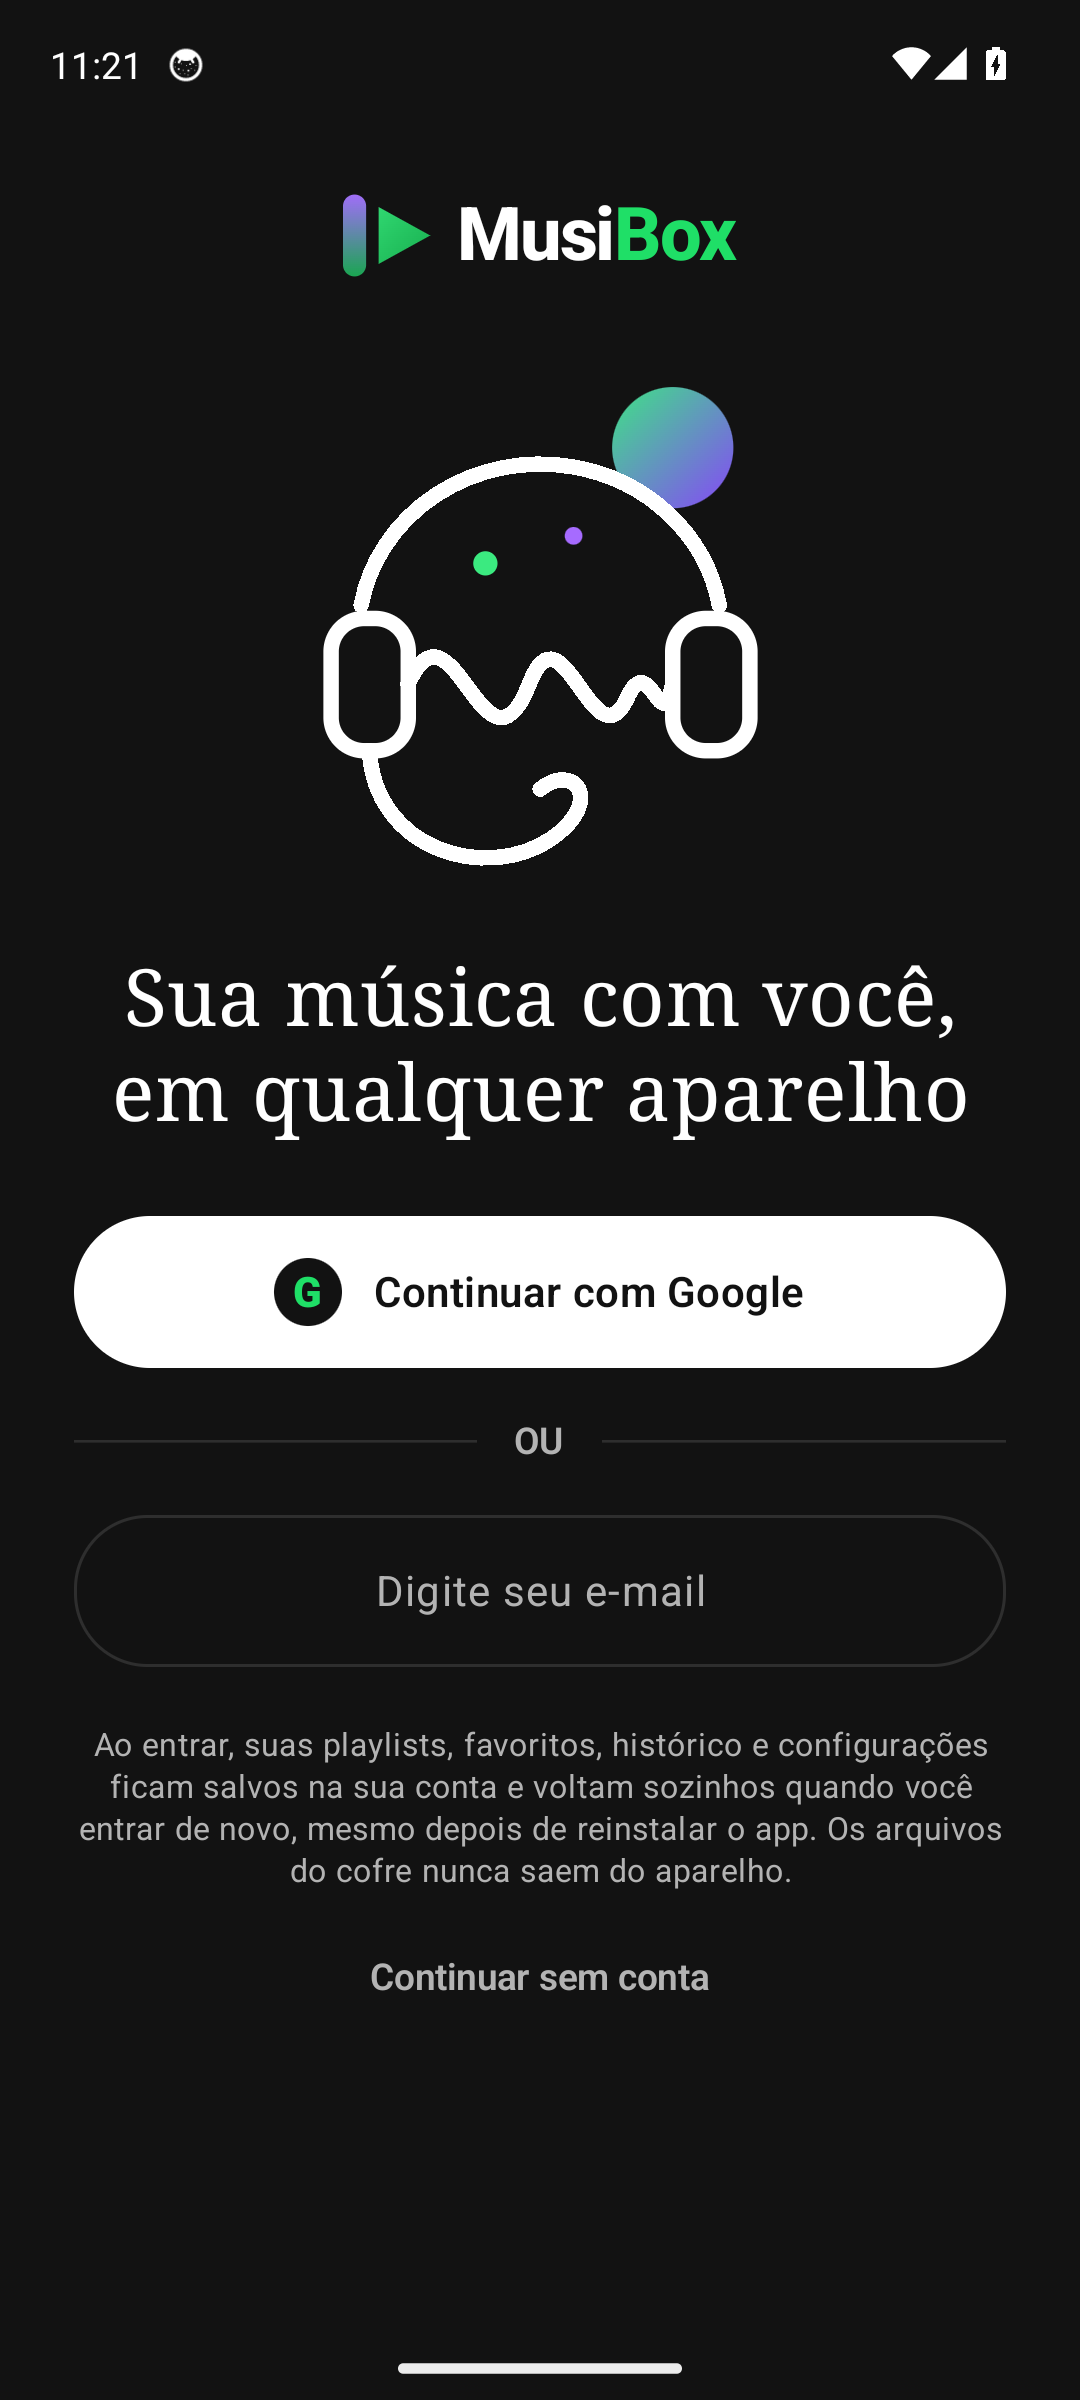 11:21
MusiBox
Sua música com você,
em qualquer aparelho
G Continuar com Google
OU
Digite seu e-mail
Ao entrar, suas playlists, favoritos, histórico e configurações
ficam salvos na sua conta e voltam sozinhos quando você
entrar de novo, mesmo depois de reinstalar o app. Os arquivos
do cofre nunca saem do aparelho.
Continuar sem conta